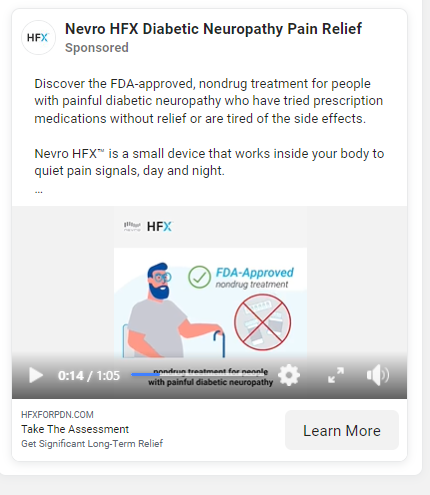 HFX
Nevro HFX Diabetic Neuropathy Pain Relief
Sponsored
Discover the FDA-approved, nondrug treatment for people
with painful diabetic neuropathy who have tried prescription
medications without relief or are tired of the side effects.
Nevro HFX™ is a small device that works inside your body to
quiet pain signals, day and night.
...
HFX
FDA-Approved
nondrug treatment
0:14 / 1:05
nondrug treatment for people
with painful diabetic neuropathy
HFXFORPDN.COM
Take The Assessment
Get Significant Long-Term Relief
Learn More